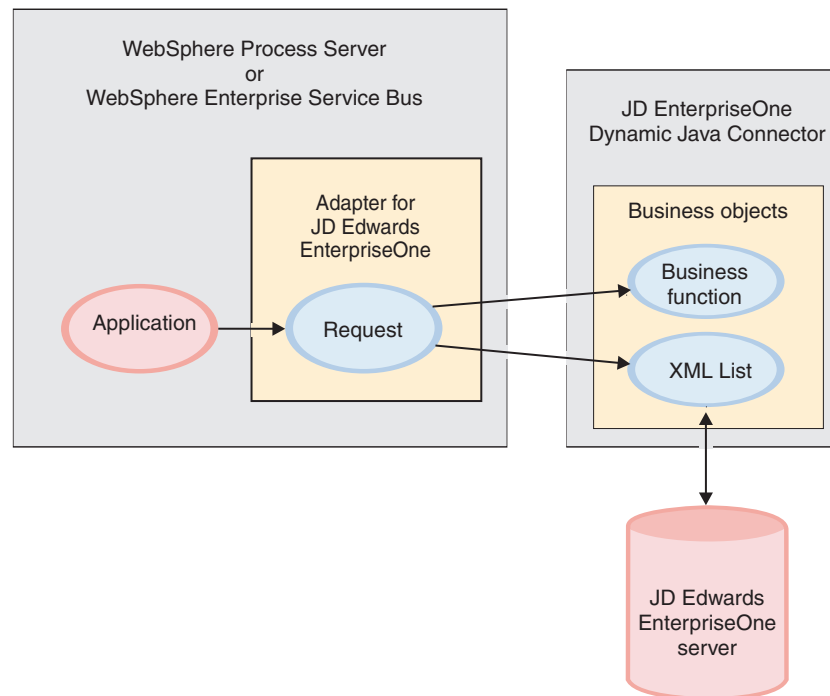 WebSphere Process Server
or
WebSphere Enterprise Service Bus
JD EnterpriseOne
Dynamic Java Connector
Adapter for
JD Edwards
EnterpriseOne
Business objects
Business
function
Application
Request
XML List
JD Edwards
EnterpriseOne
server